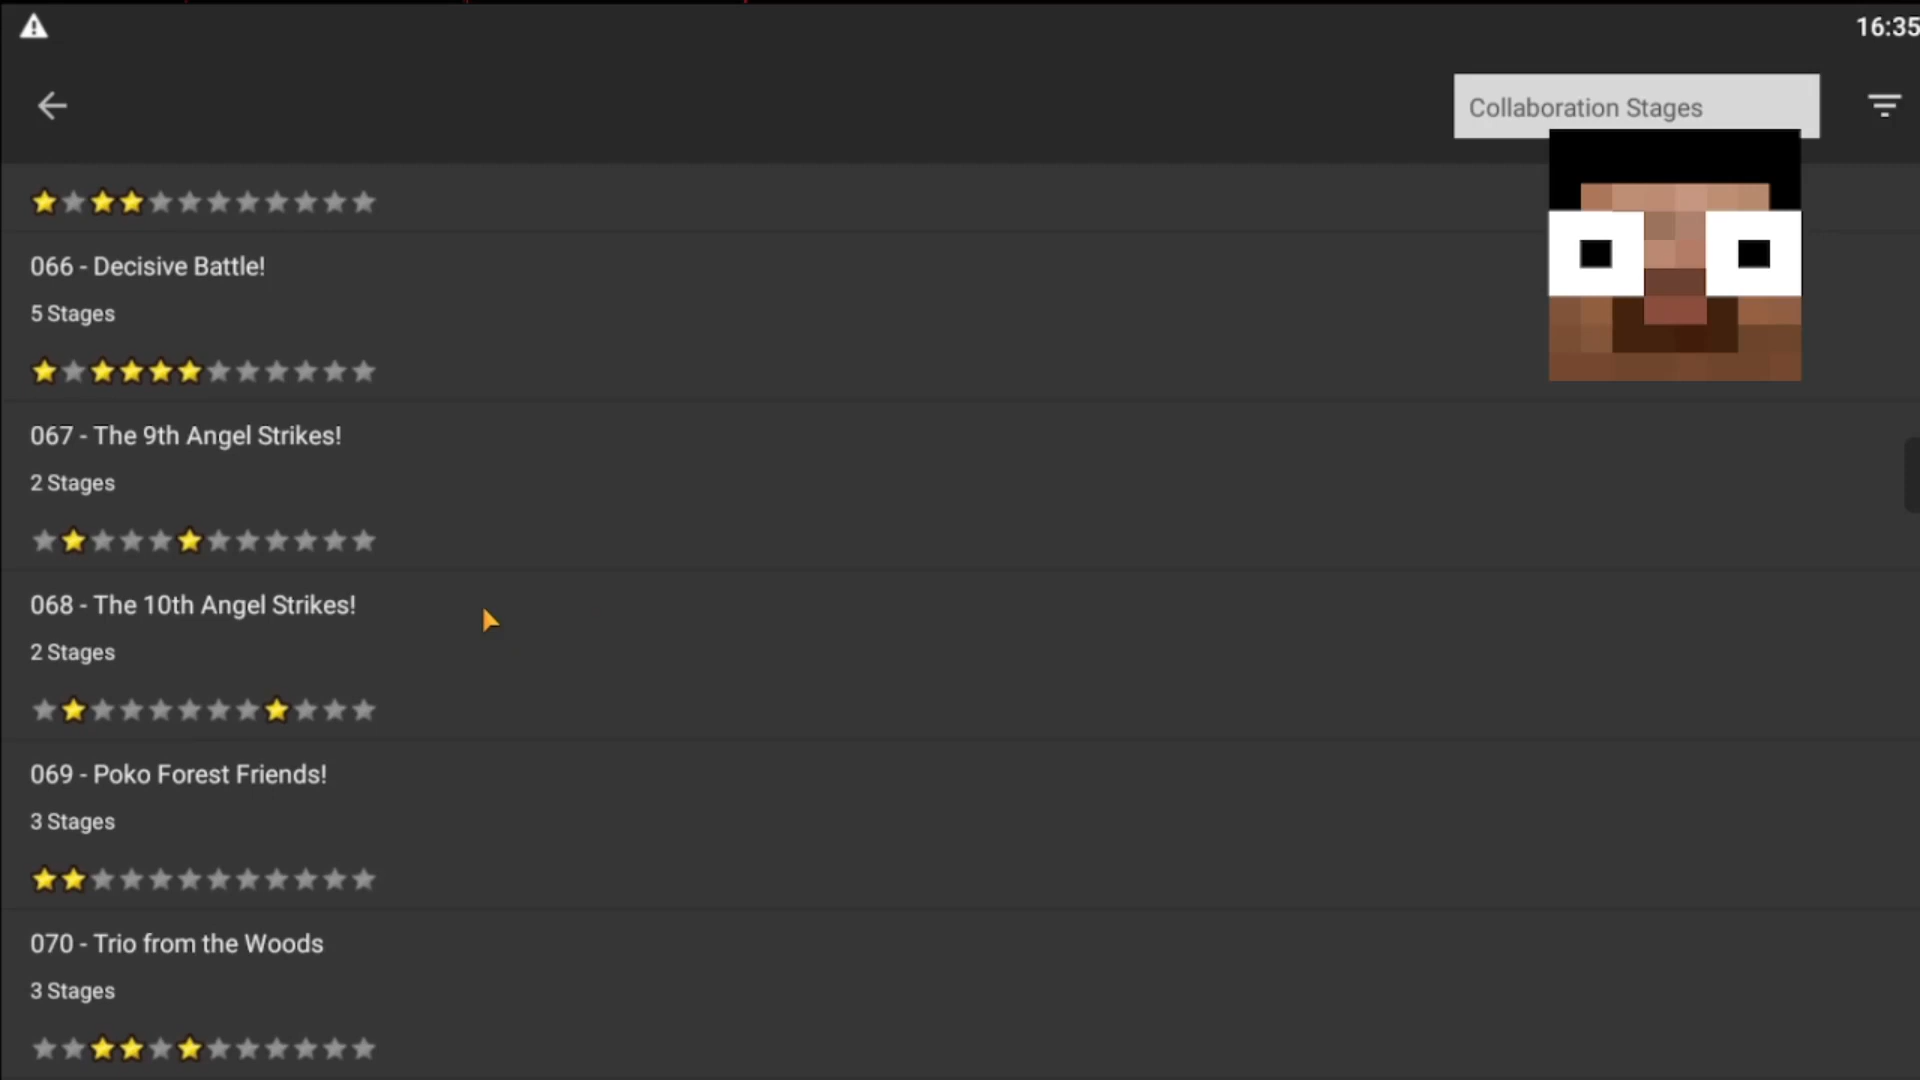 16:35
Collaboration Stages
066 - Decisive Battle!
5 Stages
067 - The 9th Angel Strikes!
2 Stages
068 - The 10th Angel Strikes!
2 Stages
069 - Poko Forest Friends!
3 Stages
070 - Trio from the Woods
3 Stages